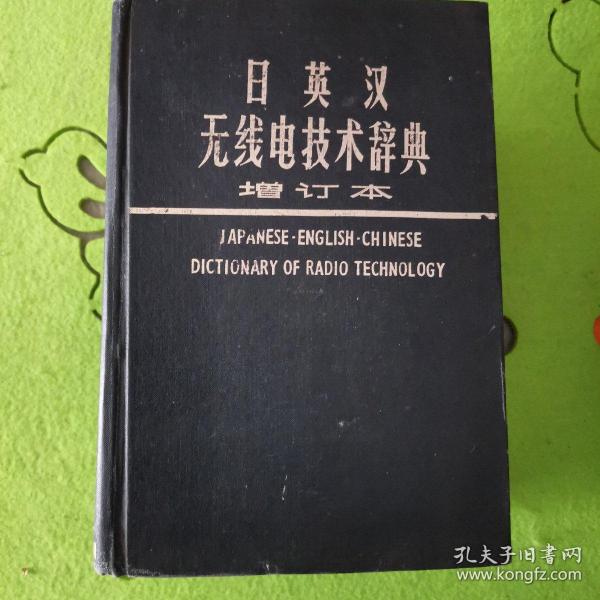 日英汉
无线电技术辞典
增订本
JAPANESE-ENGLISH-CHINESE
DICTIONARY OF RADIO TECHNOLOGY
孔夫子旧书网
www.kongfz.com